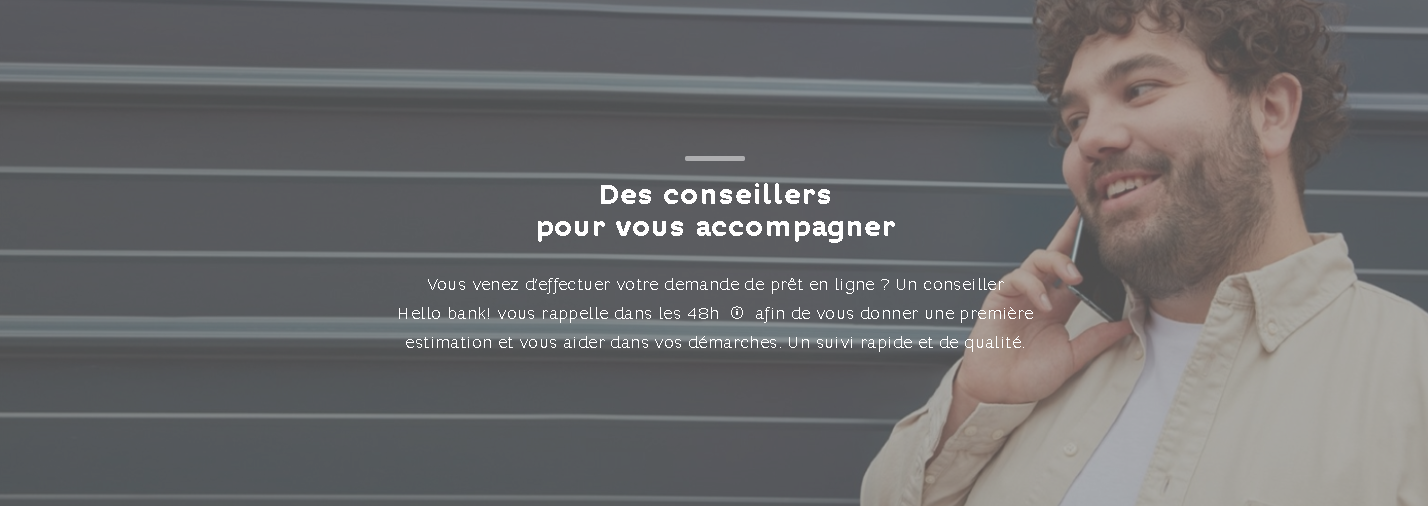 Des conseillers
pour vous accompagner
Vous venez d'effectuer votre demande de prêt en ligne ? Un conseiller
Hello bank! vous rappelle dans les 48h ⓘ afin de vous donner une première
estimation et vous aider dans vos démarches. Un suivi rapide et de qualité.